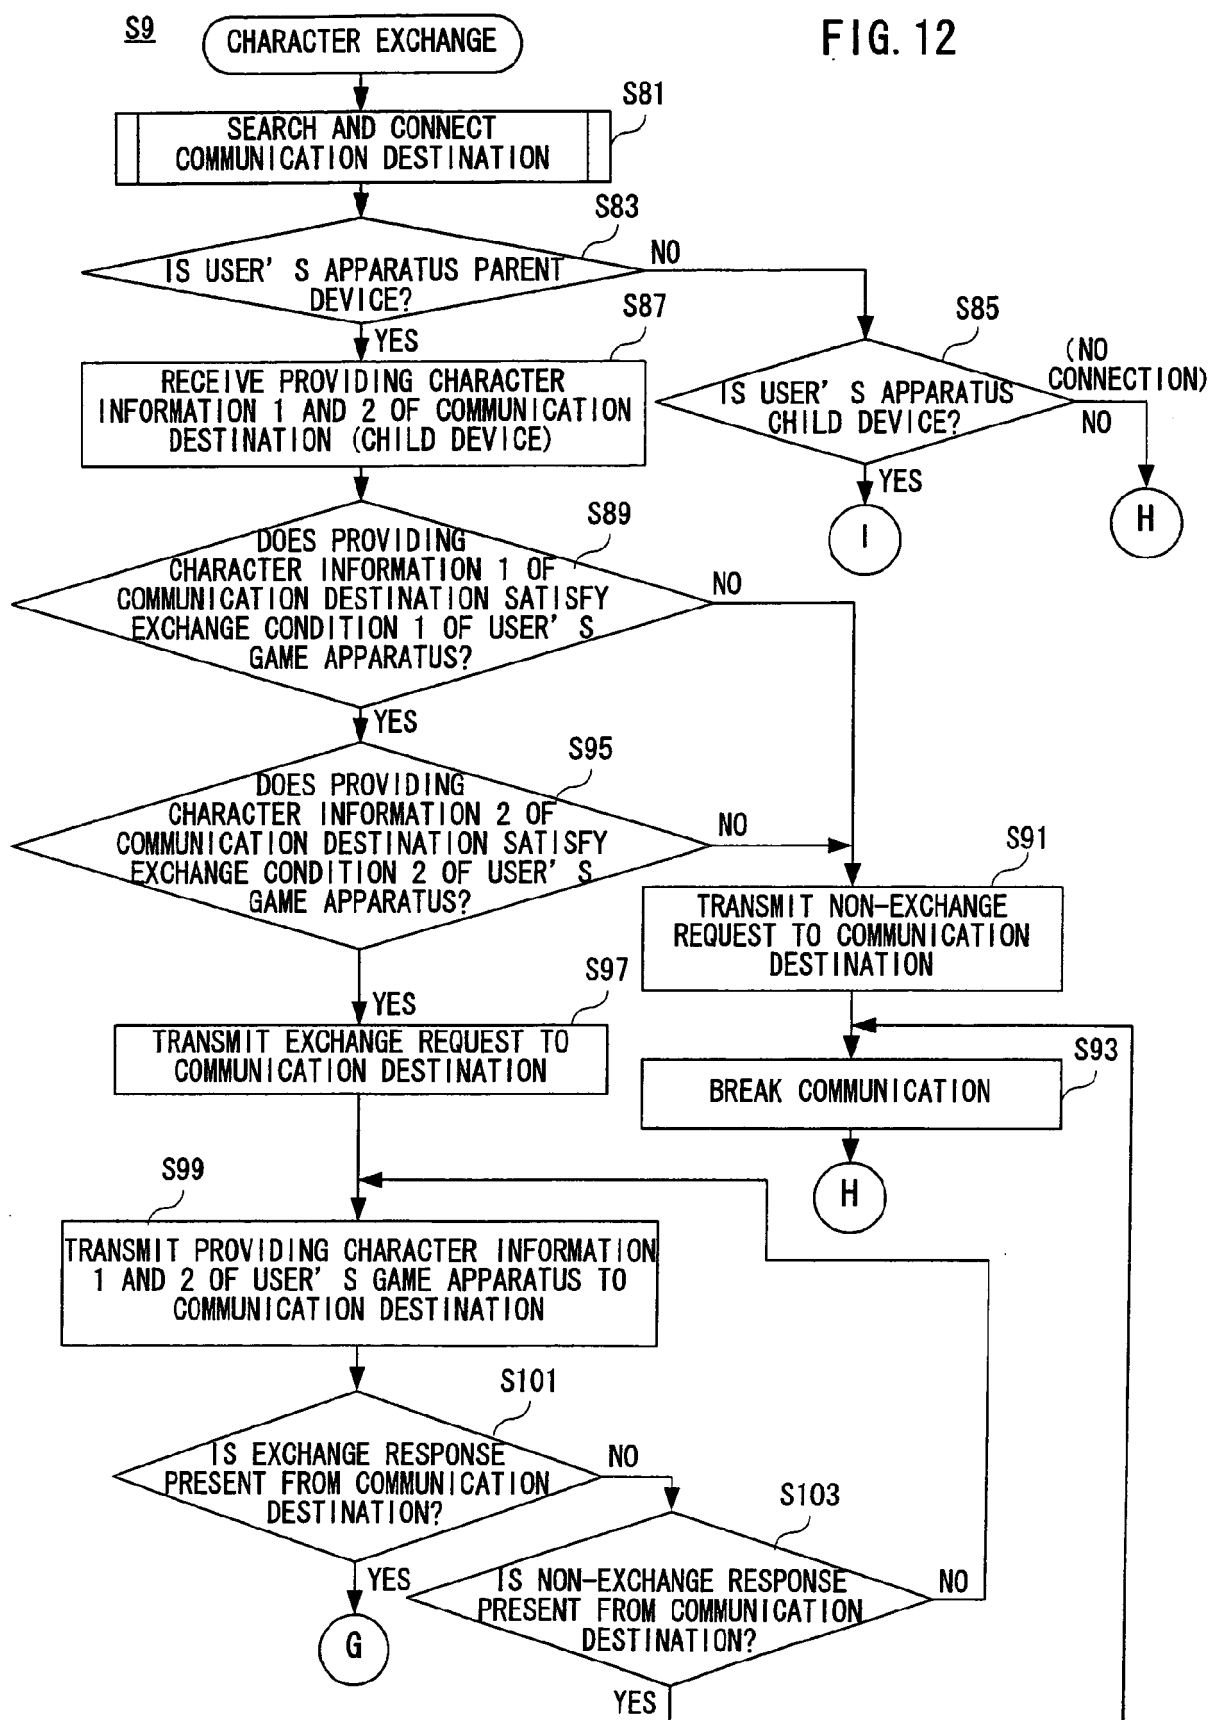 S9
CHARACTER EXCHANGE
FIG. 12
S81
SEARCH AND CONNECT
COMMUNICATION DESTINATION
S83
IS USER'S APPARATUS PARENT
DEVICE?
NO
YES
S85
IS USER'S APPARATUS
CHILD DEVICE?
(NO
CONNECTION)
NO
YES
I
H
S87
RECEIVE PROVIDING CHARACTER
INFORMATION 1 AND 2 OF COMMUNICATION
DESTINATION (CHILD DEVICE)
S89
DOES PROVIDING
CHARACTER INFORMATION 1 OF
COMMUNICATION DESTINATION SATISFY
EXCHANGE CONDITION 1 OF USER'S
GAME APPARATUS?
NO
YES
S95
DOES PROVIDING
CHARACTER INFORMATION 2 OF
COMMUNICATION DESTINATION SATISFY
EXCHANGE CONDITION 2 OF USER'S
GAME APPARATUS?
NO
YES
S91
TRANSMIT NON-EXCHANGE
REQUEST TO COMMUNICATION
DESTINATION
S97
TRANSMIT EXCHANGE REQUEST TO
COMMUNICATION DESTINATION
S93
BREAK COMMUNICATION
H
S99
TRANSMIT PROVIDING CHARACTER INFORMATION
1 AND 2 OF USER'S GAME APPARATUS TO
COMMUNICATION DESTINATION
S101
IS EXCHANGE RESPONSE
PRESENT FROM COMMUNICATION
DESTINATION?
NO
YES
G
S103
IS NON-EXCHANGE RESPONSE
PRESENT FROM COMMUNICATION
DESTINATION?
NO
YES